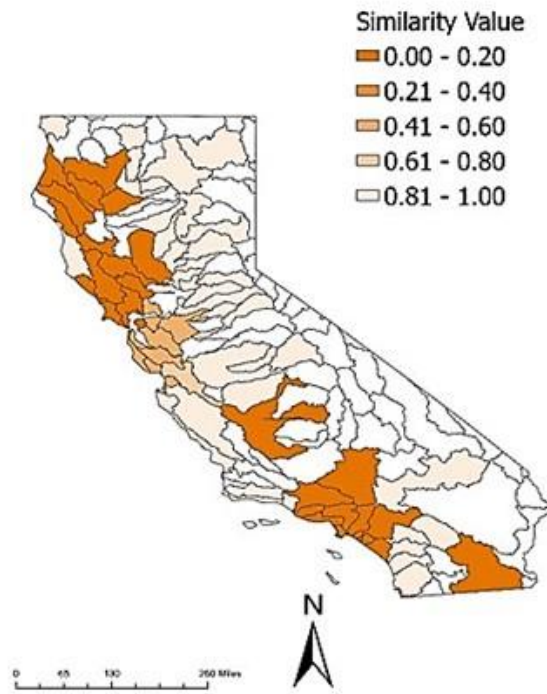 Similarity Value
0.00 - 0.20
0.21 - 0.40
0.41 - 0.60
0.61 - 0.80
0.81 - 1.00
N
0 65 130 260 Miles